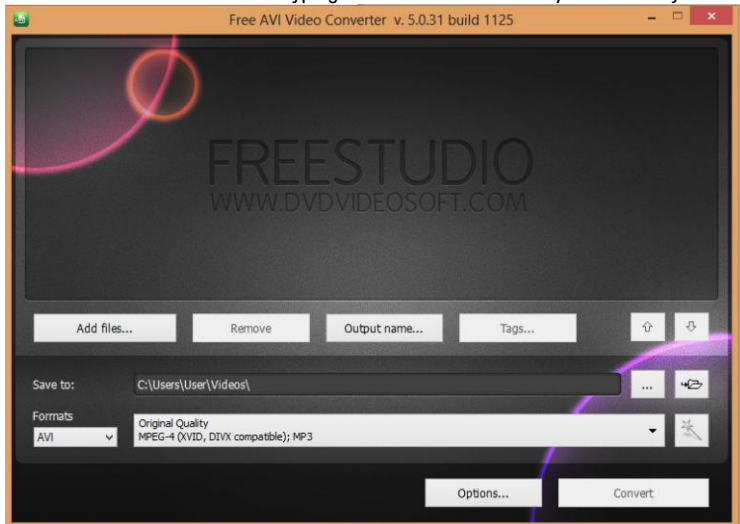 Free AVI Video Converter v. 5.0.31 build 1125
FREESTUDIO
WWW.DVDVIDEOSOFT.COM
Add files... Remove Output name... Tags...
Save to: C:\Users\User\Videos\ ...
Formats
AVI
Original Quality
MPEG-4 (XVID, DIVX compatible); MP3
Options... Convert